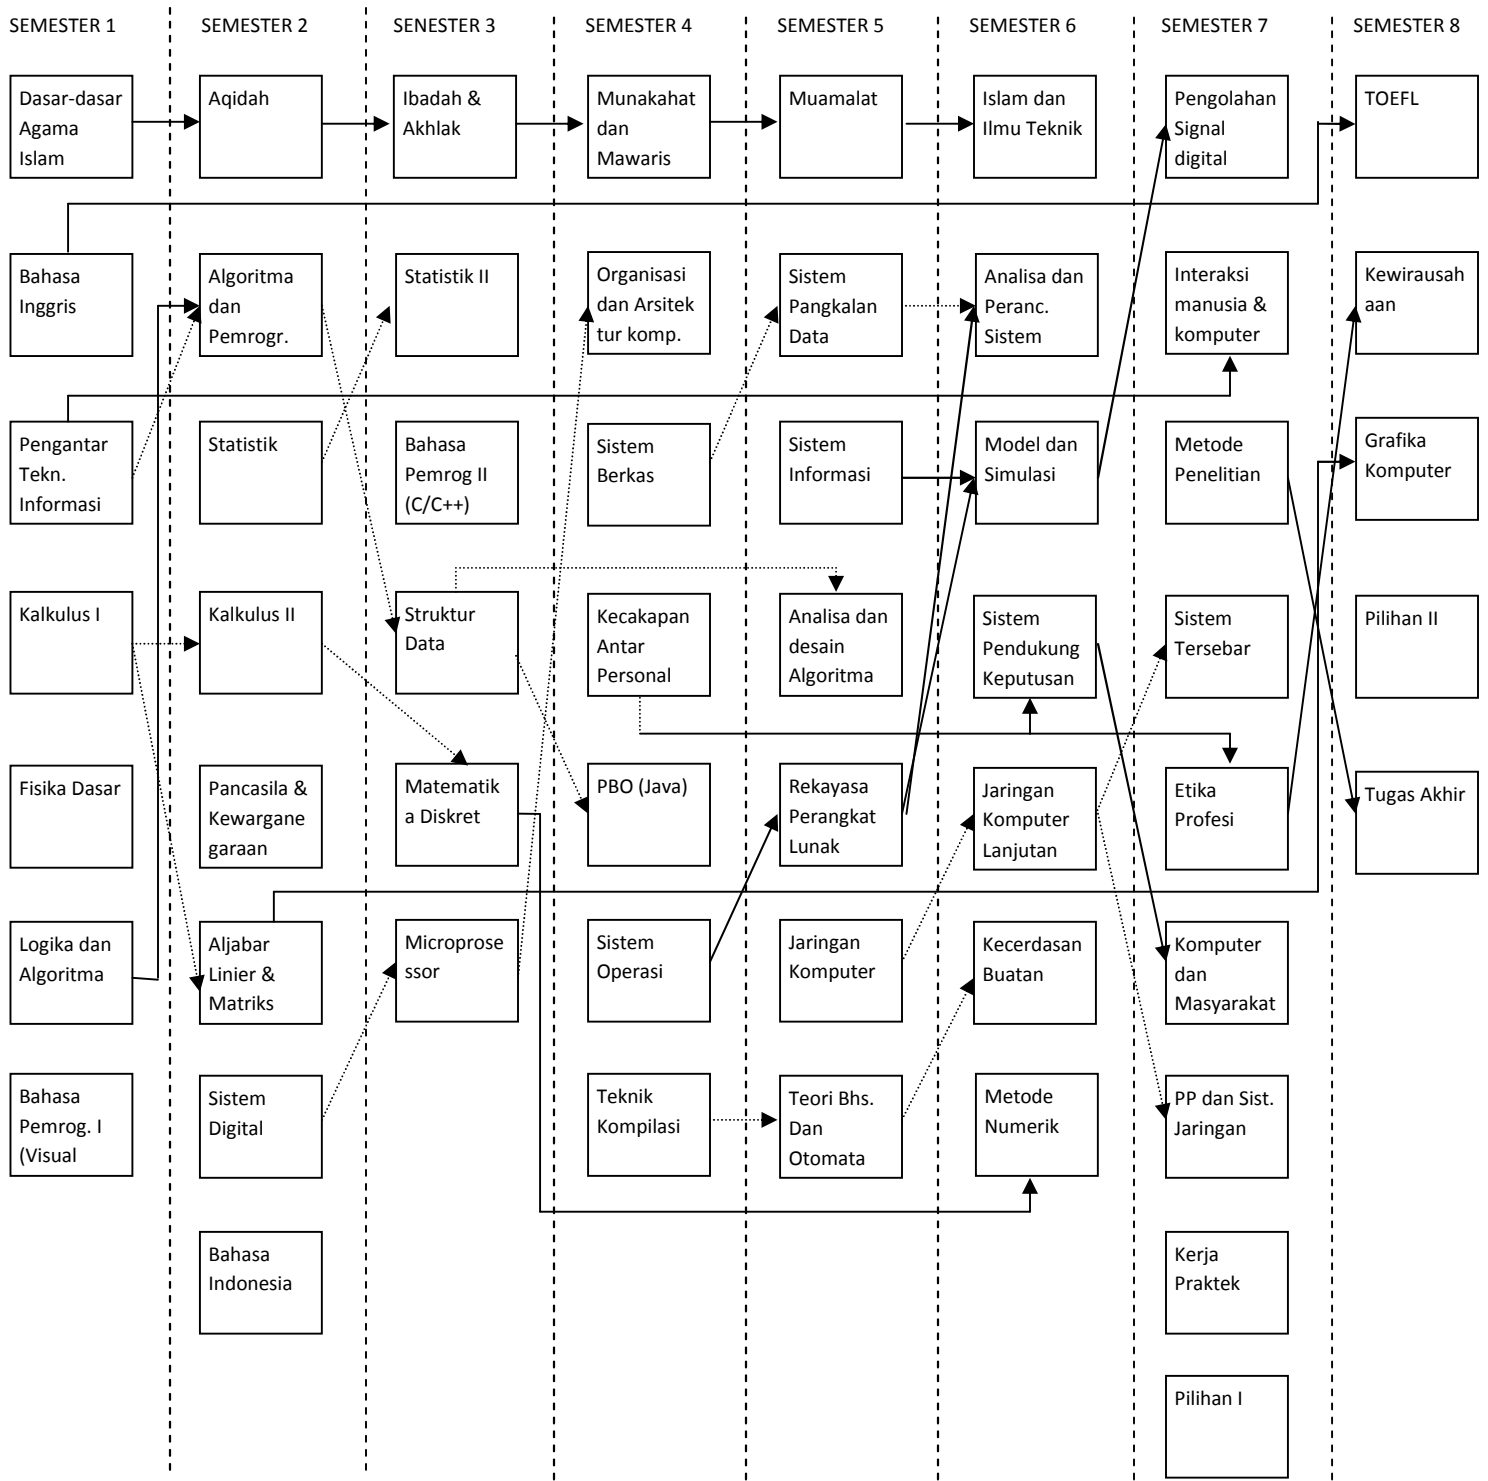 SEMESTER 1
SEMESTER 2
SENESTER 3
SEMESTER 4
SEMESTER 5
SEMESTER 6
SEMESTER 7
SEMESTER 8
Dasar-dasar
Agama
Islam
Aqidah
Ibadah &
Akhlak
Munakahat
dan
Mawaris
Muamalat
Islam dan
Ilmu Teknik
Pengolahan
Signal
digital
TOEFL
Bahasa
Inggris
Algoritma
dan
Pemrogr.
Statistik II
Organisasi
dan Arsitek
tur komp.
Sistem
Pangkalan
Data
Analisa dan
Peranc.
Sistem
Interaksi
manusia &
komputer
Kewirausah
aan
Pengantar
Tekn.
Informasi
Statistik
Bahasa
Pemrog II
(C/C++)
Sistem
Berkas
Sistem
Informasi
Model dan
Simulasi
Metode
Penelitian
Grafika
Komputer
Kalkulus I
Kalkulus II
Struktur
Data
Kecakapan
Antar
Personal
Analisa dan
desain
Algoritma
Sistem
Pendukung
Keputusan
Sistem
Tersebar
Pilihan II
Fisika Dasar
Pancasila &
Kewargane
garaan
Matematik
a Diskret
PBO (Java)
Rekayasa
Perangkat
Lunak
Jaringan
Komputer
Lanjutan
Etika
Profesi
Tugas Akhir
Logika dan
Algoritma
Aljabar
Linier &
Matriks
Microprose
ssor
Sistem
Operasi
Jaringan
Komputer
Kecerdasan
Buatan
Komputer
dan
Masyarakat
Bahasa
Pemrog. I
(Visual
Sistem
Digital
Teknik
Kompilasi
Teori Bhs.
Dan
Otomata
Metode
Numerik
PP dan Sist.
Jaringan
Bahasa
Indonesia
Kerja
Praktek
Pilihan I